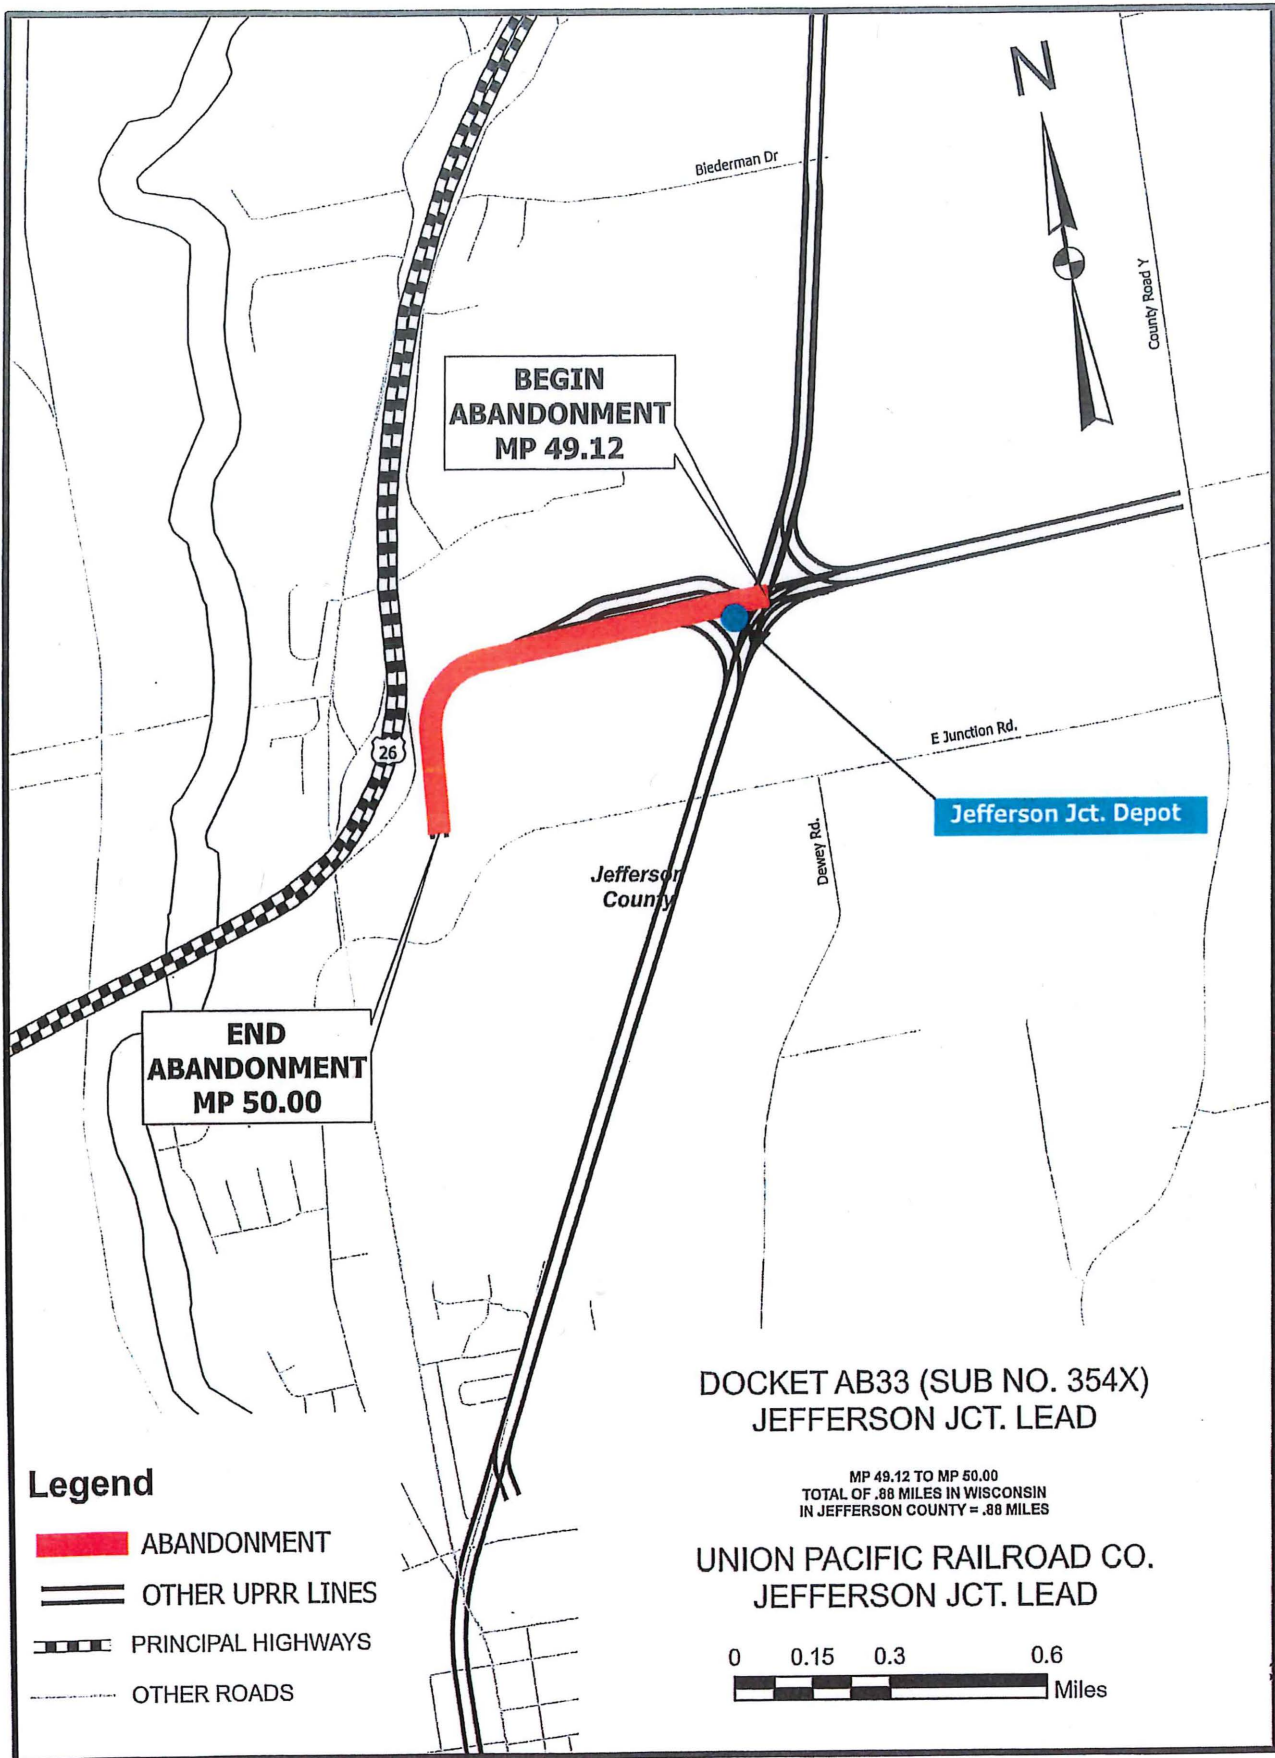 N
Biederman Dr
County Road Y
BEGIN
ABANDONMENT
MP 49.12
26
E Junction Rd.
Jefferson Jct. Depot
Dewey Rd.
Jefferson
County
END
ABANDONMENT
MP 50.00
DOCKET AB33 (SUB NO. 354X)
JEFFERSON JCT. LEAD
MP 49.12 TO MP 50.00
TOTAL OF .88 MILES IN WISCONSIN
IN JEFFERSON COUNTY = .88 MILES
UNION PACIFIC RAILROAD CO.
JEFFERSON JCT. LEAD
0 0.15 0.3 0.6
Miles
Legend
ABANDONMENT
OTHER UPRR LINES
PRINCIPAL HIGHWAYS
OTHER ROADS